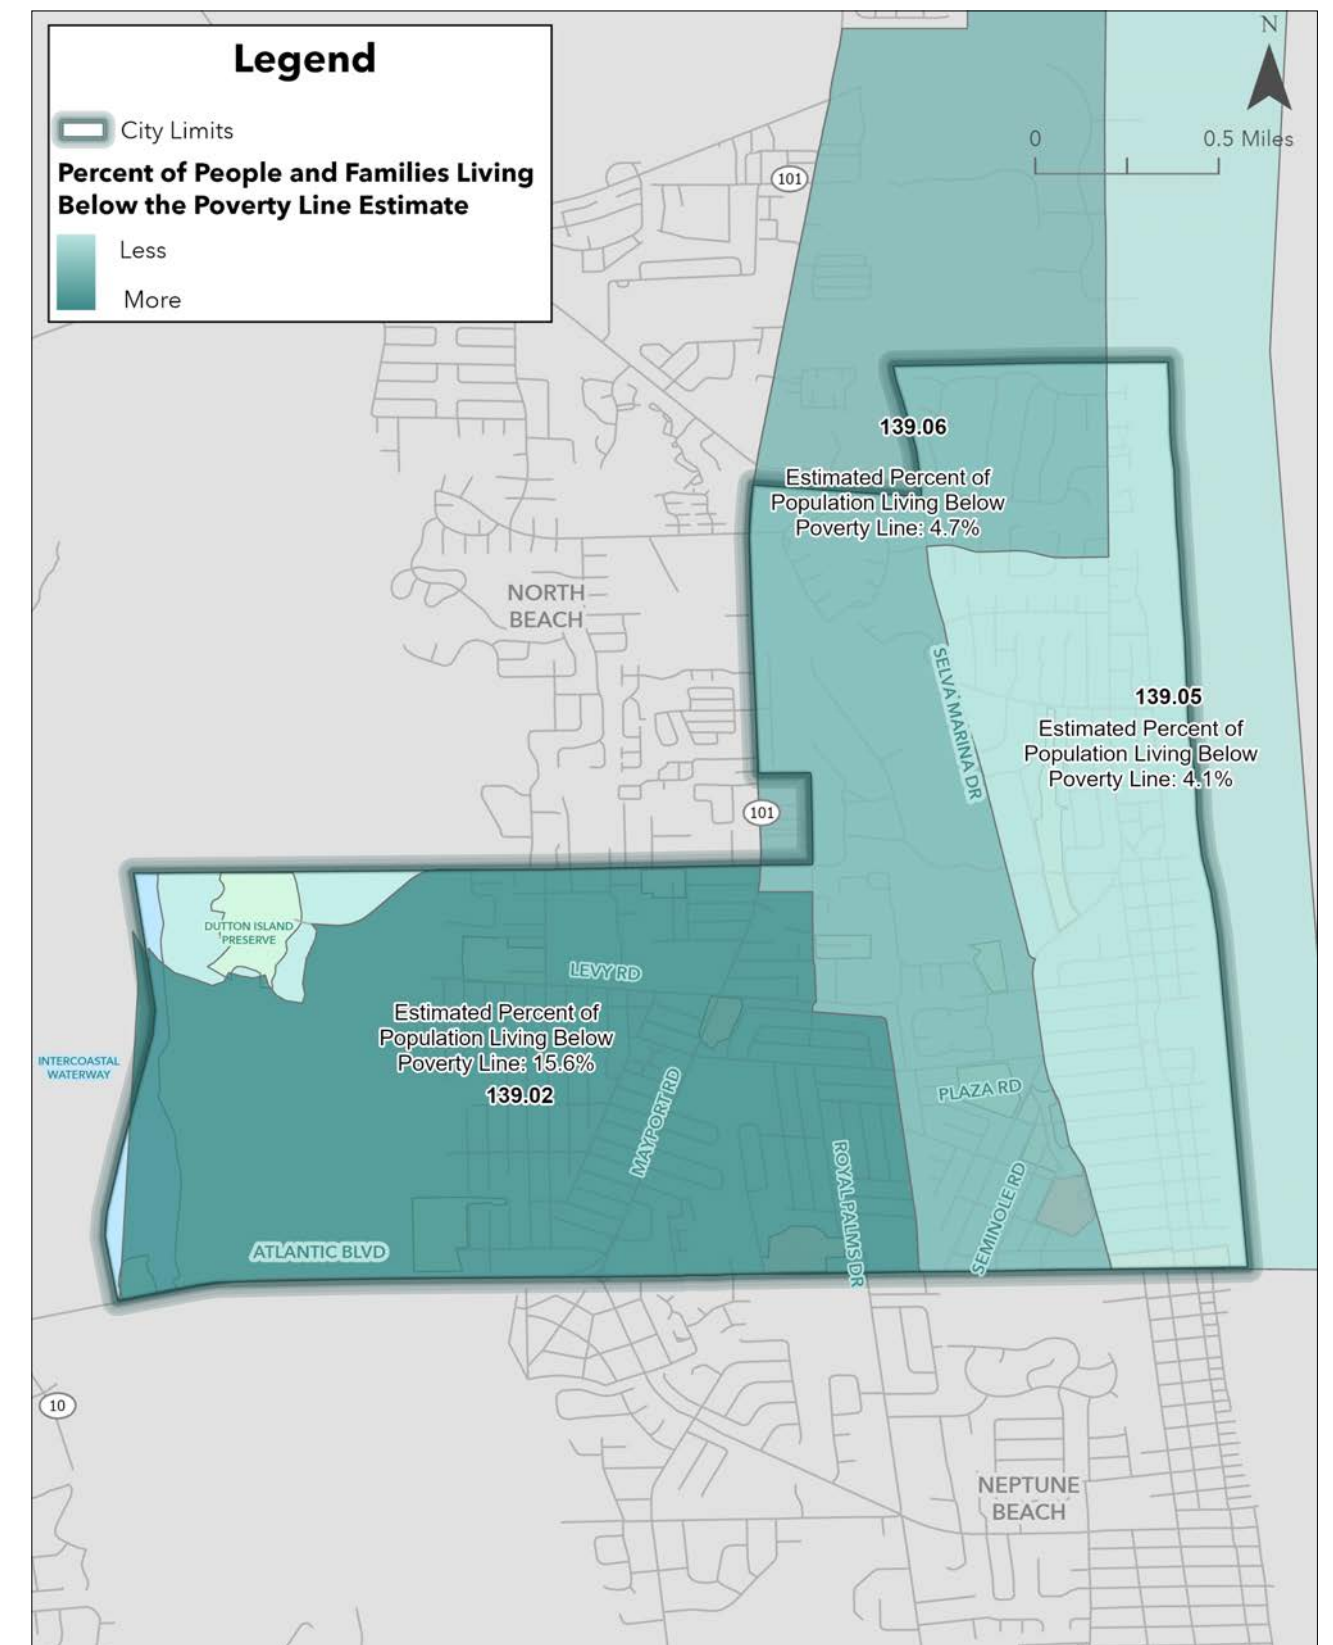 Legend
City Limits
Percent of People and Families Living
Below the Poverty Line Estimate
Less
More
N
0
0.5 Miles
101
139.06
Estimated Percent of
Population Living Below
Poverty Line: 4.7%
NORTH
BEACH
SELVA MARINA DR
139.05
Estimated Percent of
Population Living Below
Poverty Line: 4.1%
101
DUTTON ISLAND
PRESERVE
LEVY RD
Estimated Percent of
Population Living Below
Poverty Line: 15.6%
139.02
INTERCOASTAL
WATERWAY
MAYPORT RD
PLAZA RD
ROYAL PALMS DR
SEMINOLE RD
ATLANTIC BLVD
10
NEPTUNE
BEACH